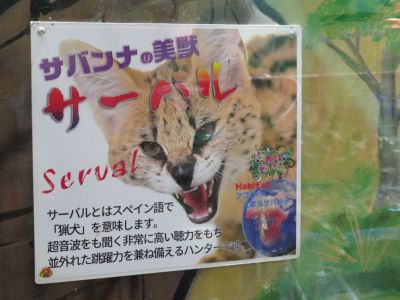 サバンナの美獣
サーバル
Serval
Habitat
サーバルとはスペイン語で
「猟犬」を意味します。
超音波をも聞く非常に高い聴力をもち
並外れた跳躍力を兼ね備えるハンターです